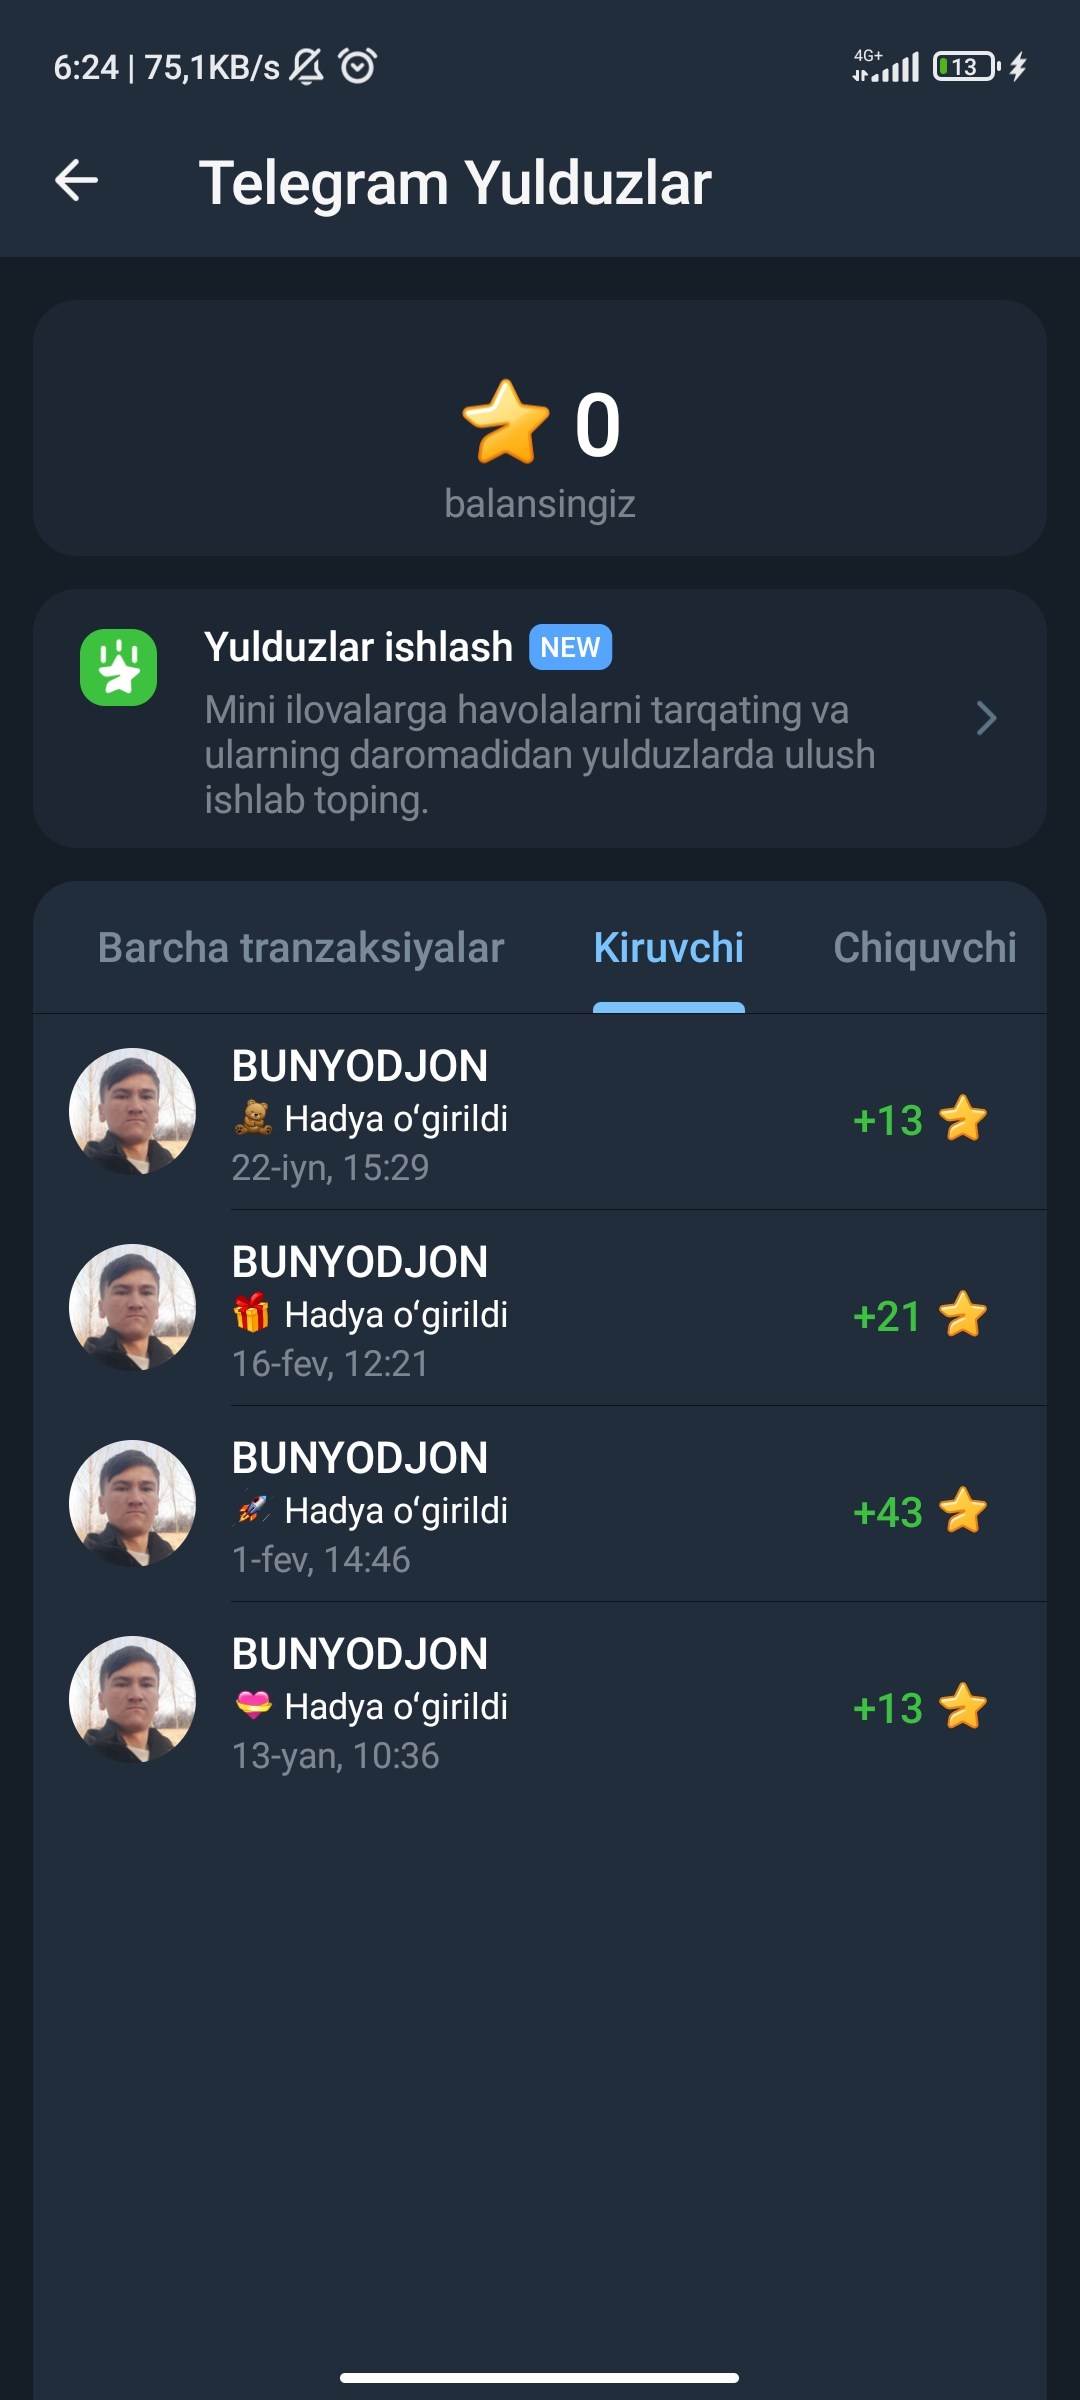 6:24 | 75,1KB/s
4G+
13
Telegram Yulduzlar
0
balansingiz
Yulduzlar ishlash NEW
Mini ilovalarga havolalarni tarqating va
ularning daromadidan yulduzlarda ulush
ishlab toping.
Barcha tranzaksiyalar Kiruvchi Chiquvchi
BUNYODJON
Hadya oʻgirildi
+13
22-iyn, 15:29
BUNYODJON
Hadya oʻgirildi
+21
16-fev, 12:21
BUNYODJON
Hadya oʻgirildi
+43
1-fev, 14:46
BUNYODJON
Hadya oʻgirildi
+13
13-yan, 10:36